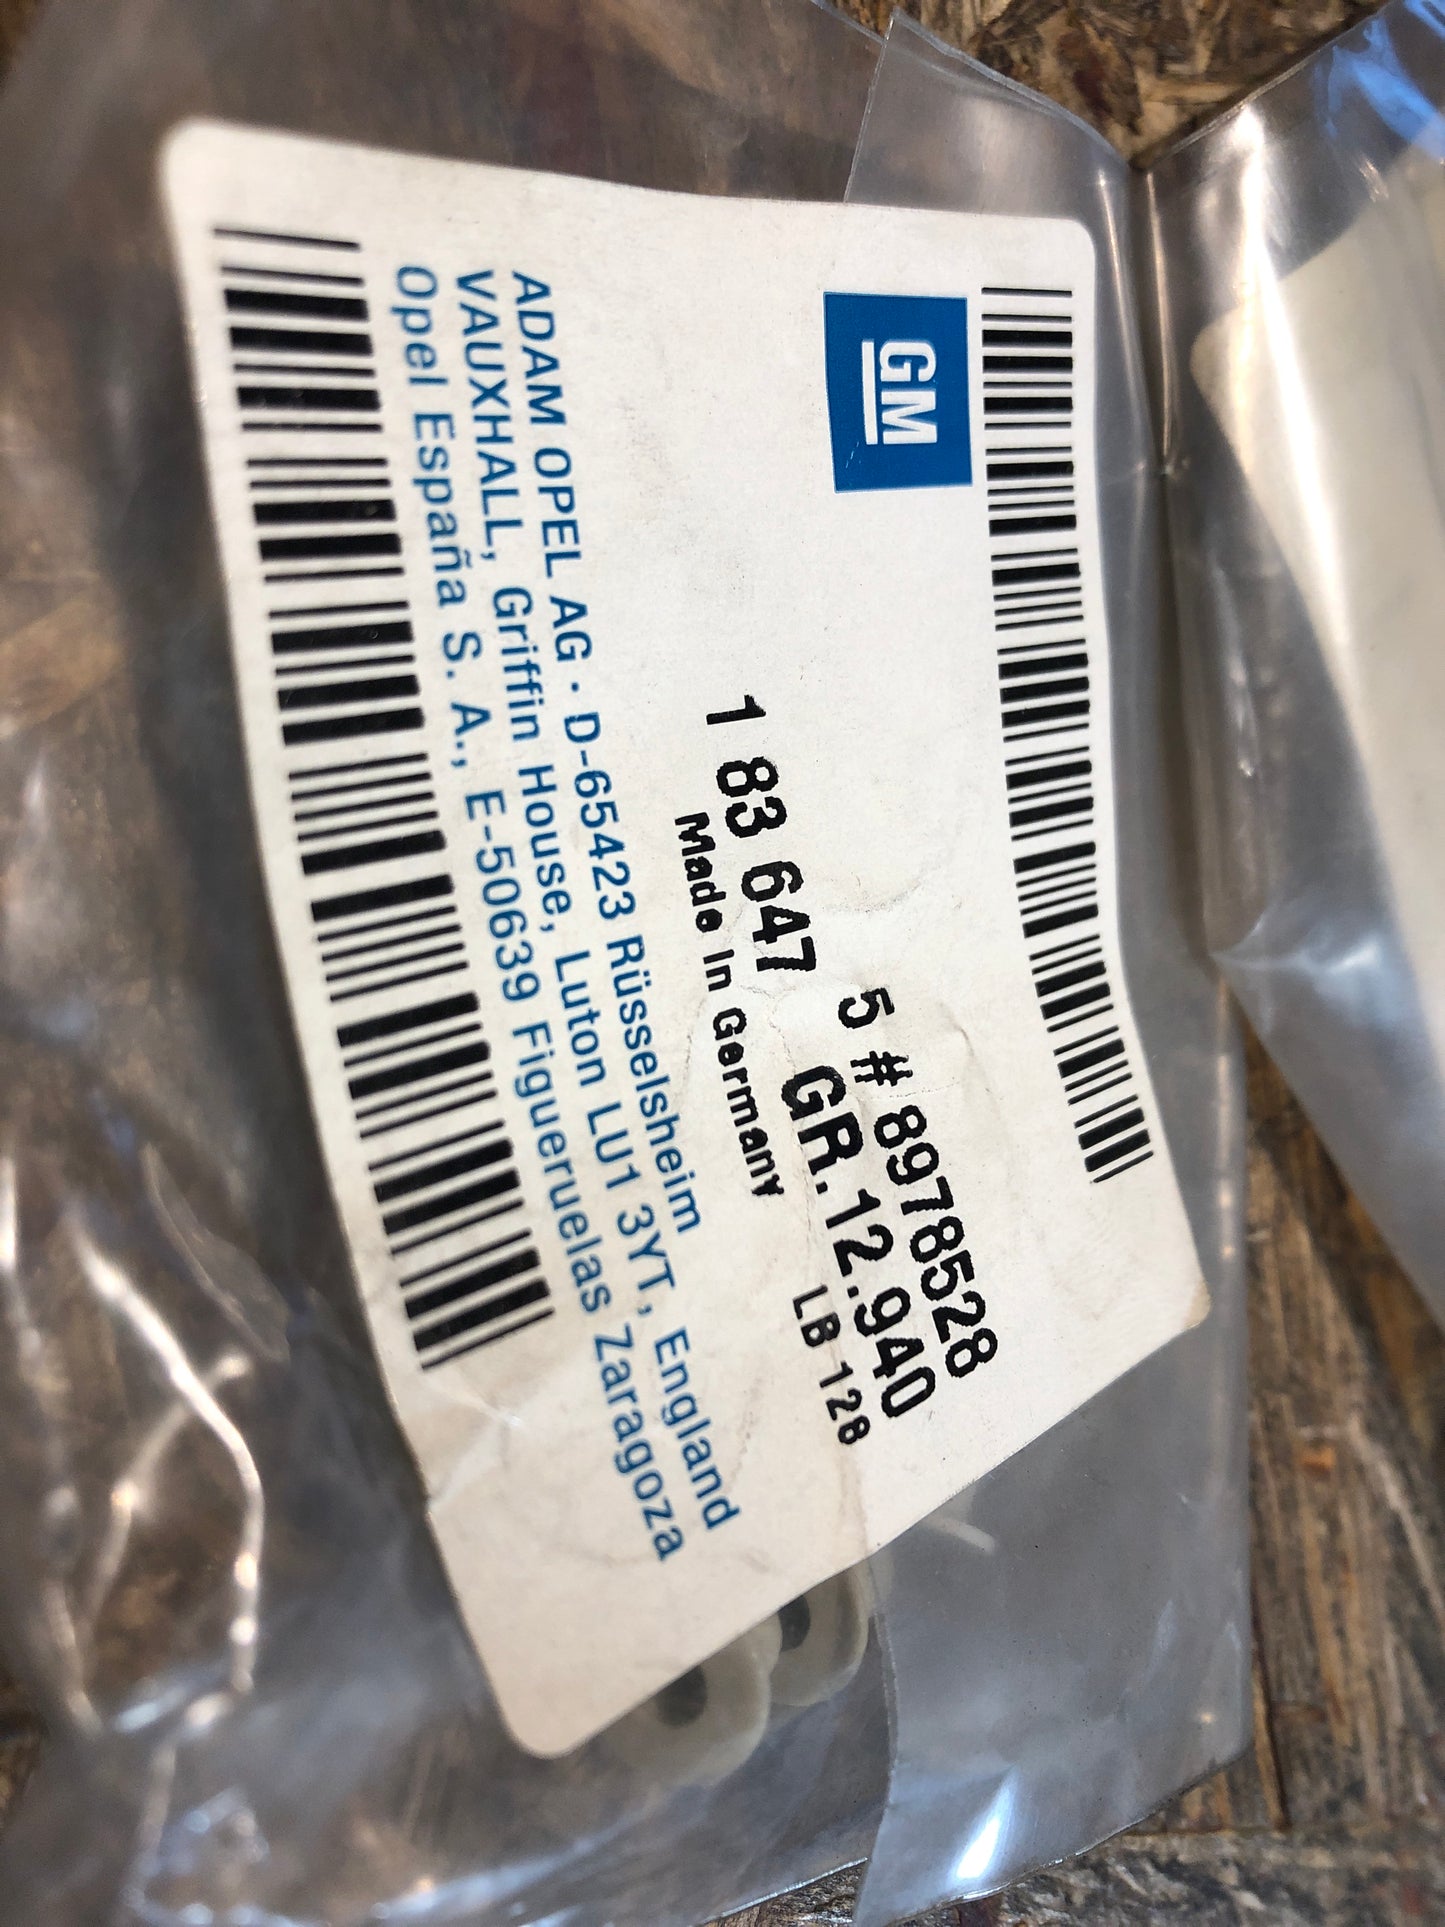 GM
5 # 8978528
1 83 647 GR.12.940
Made In Germany LB 128
ADAM OPEL AG · D-65423 Rüsselsheim
VAUXHALL, Griffin House, Luton LU1 3YT, England
Opel España S. A., E-50639 Figueruelas Zaragoza